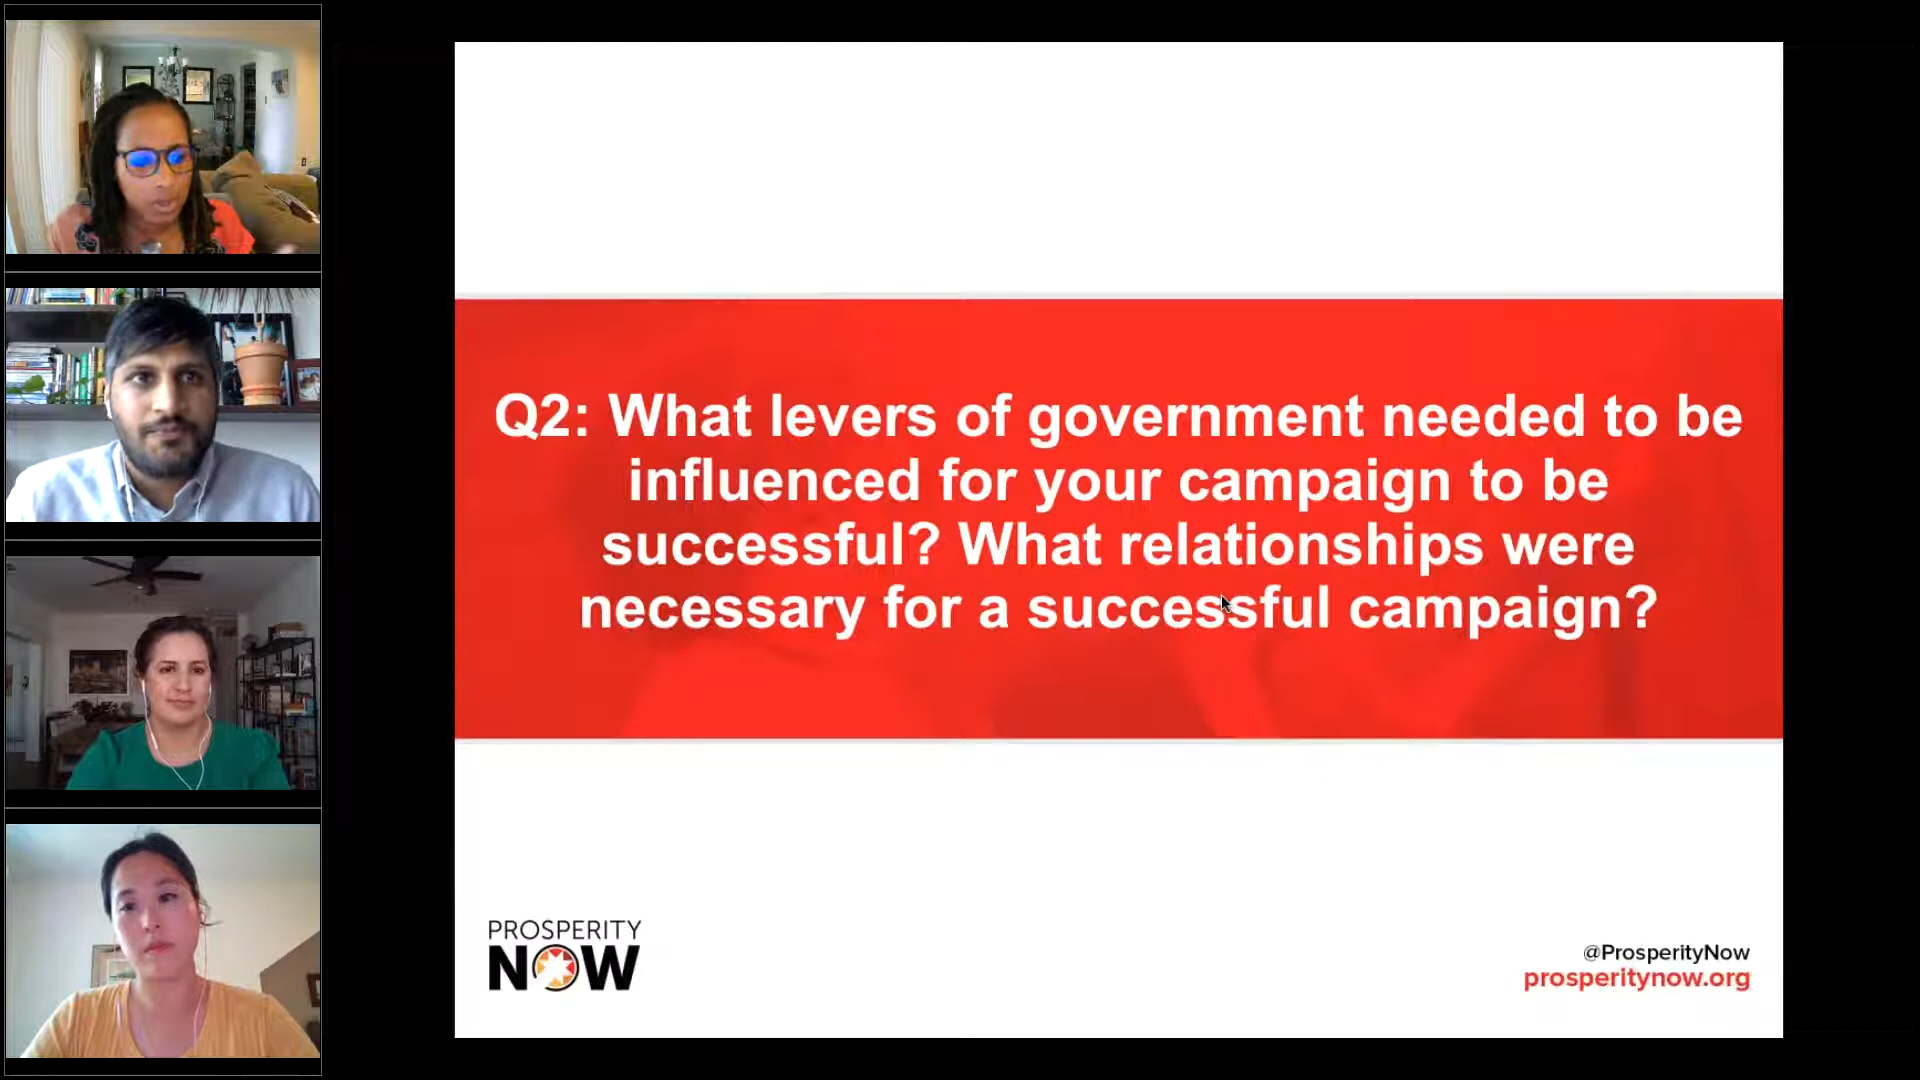 Q2: What levers of government needed to be
influenced for your campaign to be
successful? What relationships were
necessary for a successful campaign?
PROSPERITY
NOW
@ProsperityNow
prosperitynow.org